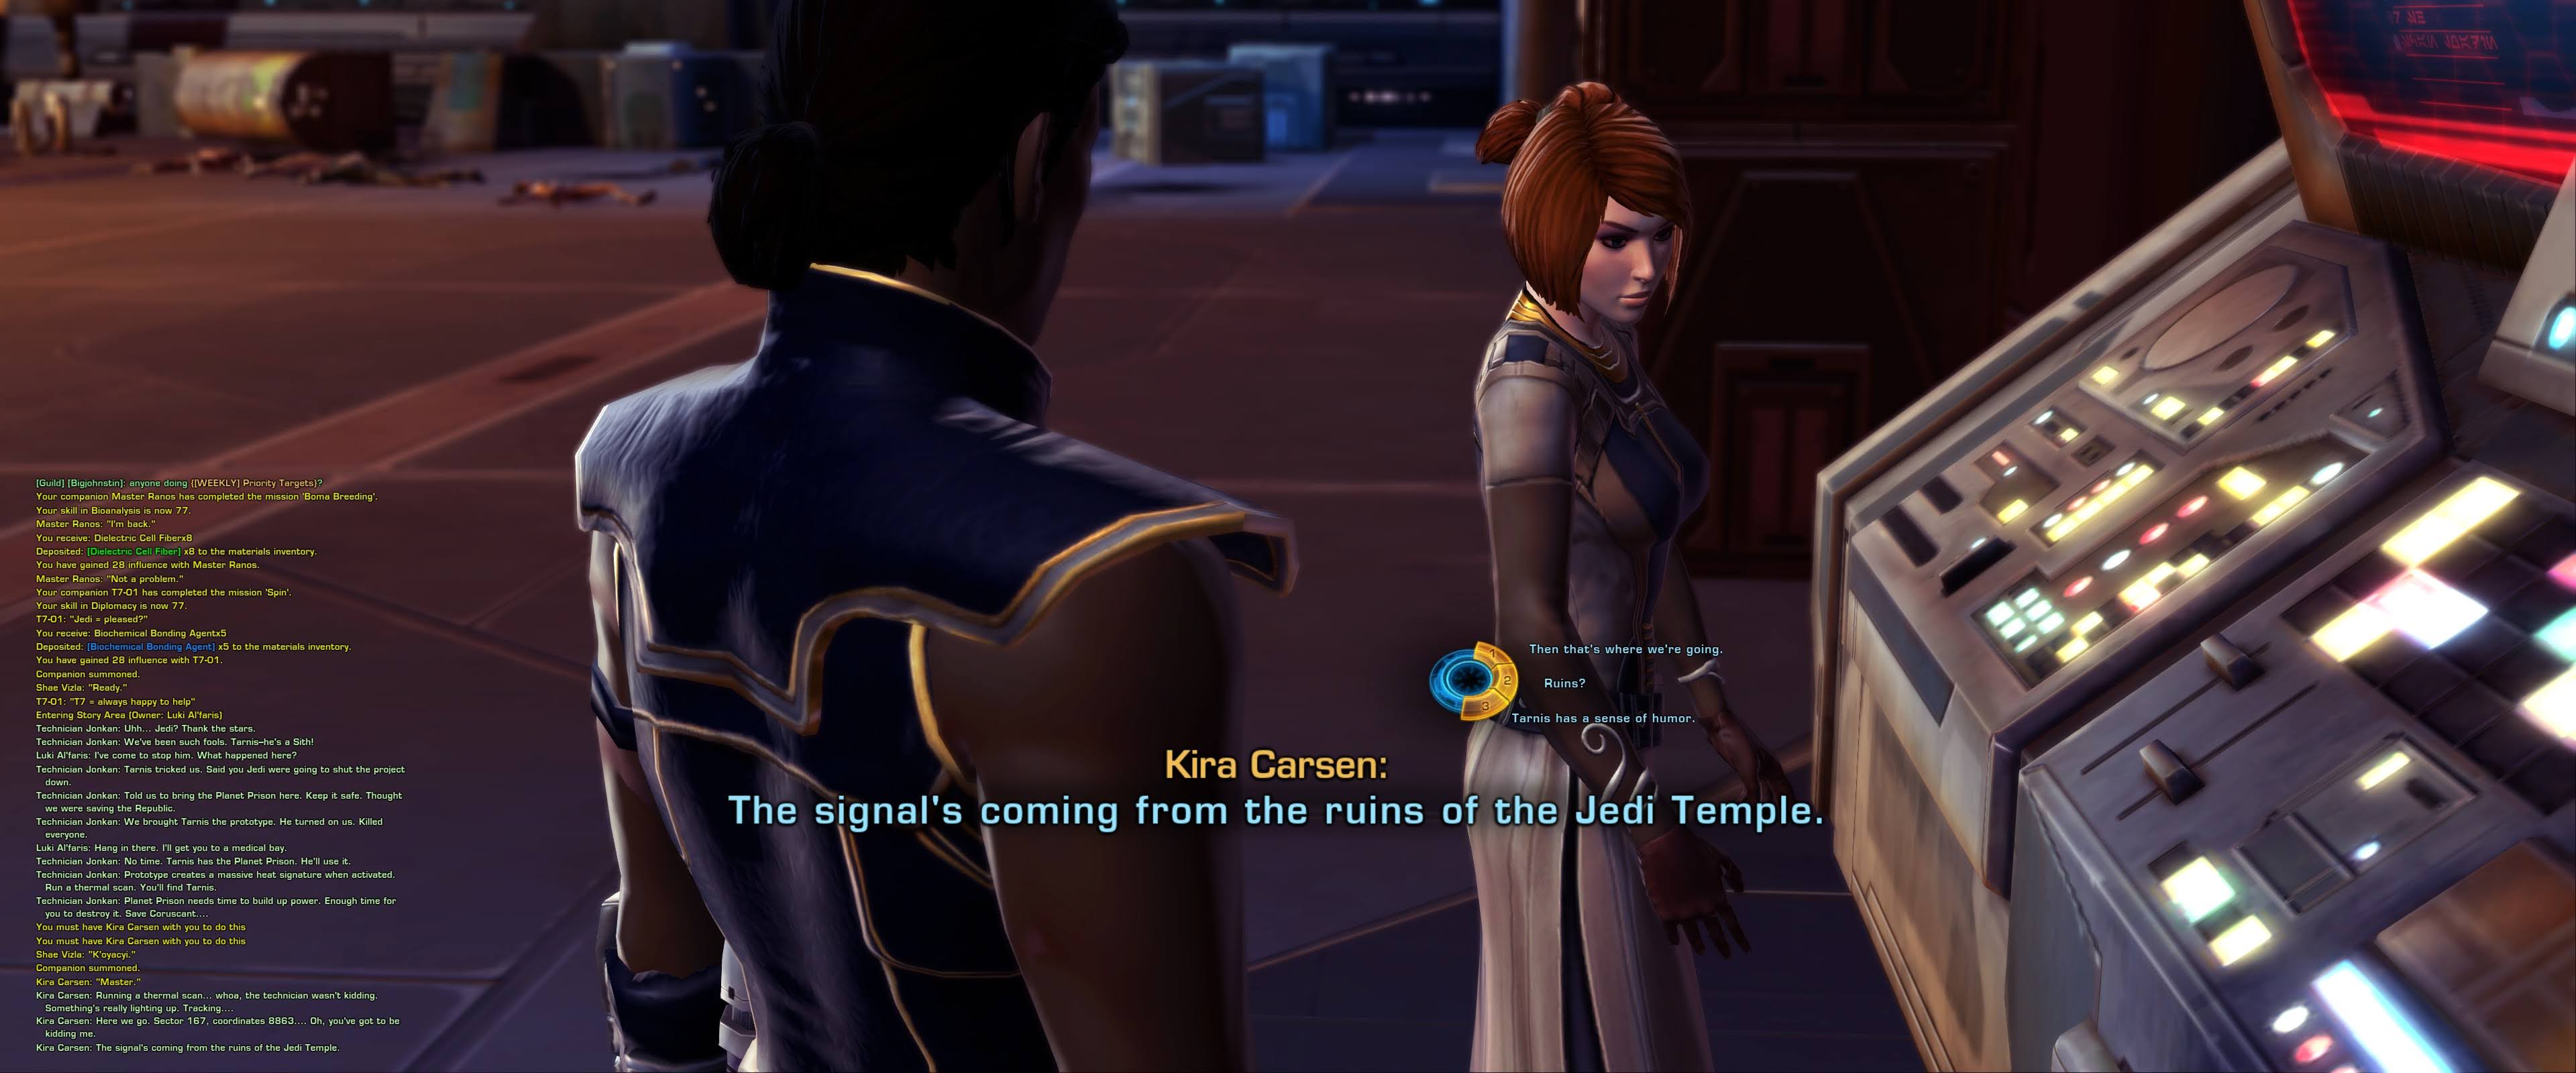 [Guild] [Bigjohnstin]: anyone doing {[WEEKLY] Priority Targets}?
Your companion Master Ranos has completed the mission 'Boma Breeding'.
Your skill in Bioanalysis is now 77.
Master Ranos: "I'm back."
You receive: Dielectric Cell Fiberx8
Deposited: [Dielectric Cell Fiber] x8 to the materials inventory.
You have gained 28 influence with Master Ranos.
Master Ranos: "Not a problem."
Your companion T7-01 has completed the mission 'Spin'.
Your skill in Diplomacy is now 77.
T7-01: "Jedi = pleased?"
You receive: Biochemical Bonding Agentx5
Deposited: [Biochemical Bonding Agent] x5 to the materials inventory.
You have gained 28 influence with T7-01.
Companion summoned.
Shae Vizla: "Ready."
T7-01: "T7 = always happy to help"
Entering Story Area (Owner: Luki Al'faris)
Technician Jonkan: Uhh... Jedi? Thank the stars.
Technician Jonkan: We've been such fools. Tarnis—he's a Sith!
Luki Al'faris: I've come to stop him. What happened here?
Technician Jonkan: Tarnis tricked us. Said you Jedi were going to shut the project
down.
Technician Jonkan: Told us to bring the Planet Prison here. Keep it safe. Thought
we were saving the Republic.
Technician Jonkan: We brought Tarnis the prototype. He turned on us. Killed
everyone.
Luki Al'faris: Hang in there. I'll get you to a medical bay.
Technician Jonkan: No time. Tarnis has the Planet Prison. He'll use it.
Technician Jonkan: Prototype creates a massive heat signature when activated.
Run a thermal scan. You'll find Tarnis.
Technician Jonkan: Planet Prison needs time to build up power. Enough time for
you to destroy it. Save Coruscant....
You must have Kira Carsen with you to do this
You must have Kira Carsen with you to do this
Shae Vizla: "K'oyacyi."
Companion summoned.
Kira Carsen: "Master."
Kira Carsen: Running a thermal scan... whoa, the technician wasn't kidding.
Something's really lighting up. Tracking....
Kira Carsen: Here we go. Sector 167, coordinates 8863.... Oh, you've got to be
kidding me.
Kira Carsen: The signal's coming from the ruins of the Jedi Temple.
1 Then that's where we're going.
2 Ruins?
3 Tarnis has a sense of humor.
Kira Carsen:
The signal's coming from the ruins of the Jedi Temple.